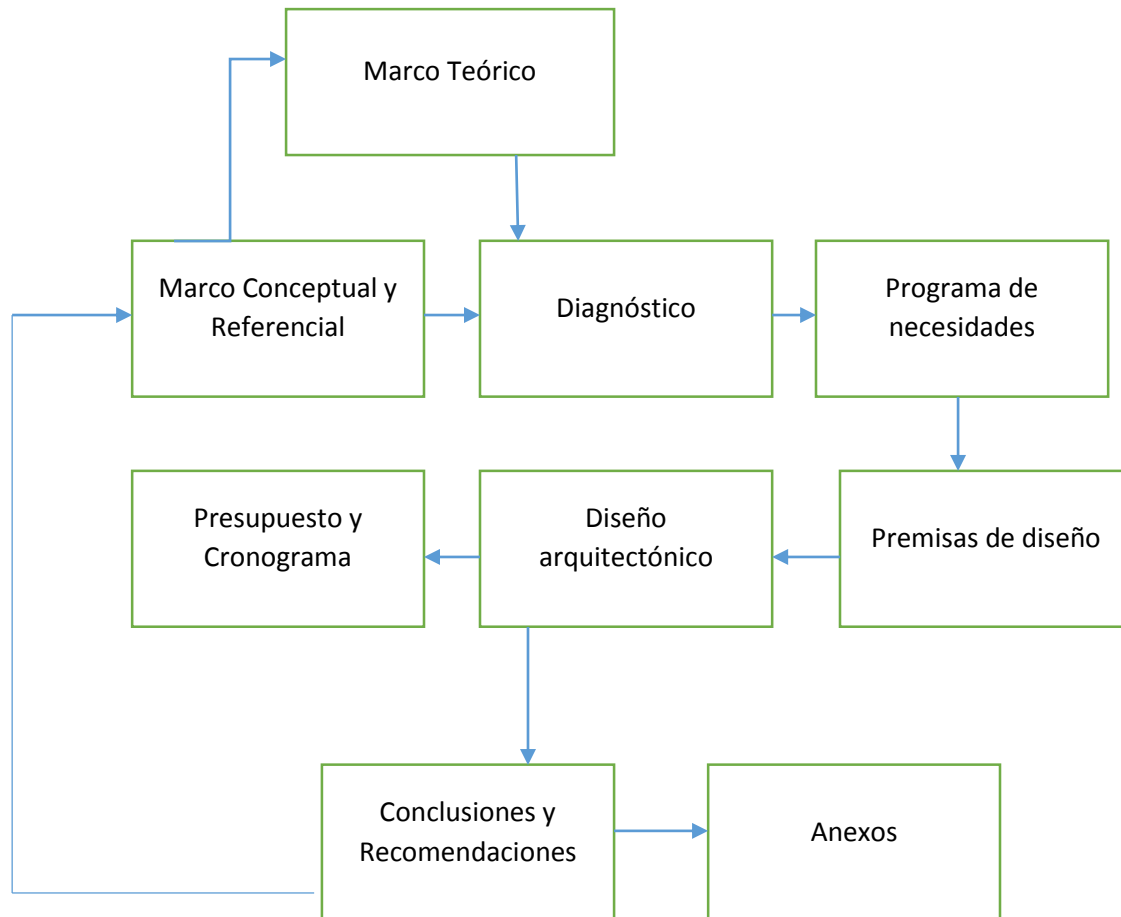 Marco Teórico
Marco Conceptual y
Referencial
Diagnóstico
Programa de
necesidades
Presupuesto y
Cronograma
Diseño
arquitectónico
Premisas de diseño
Conclusiones y
Recomendaciones
Anexos